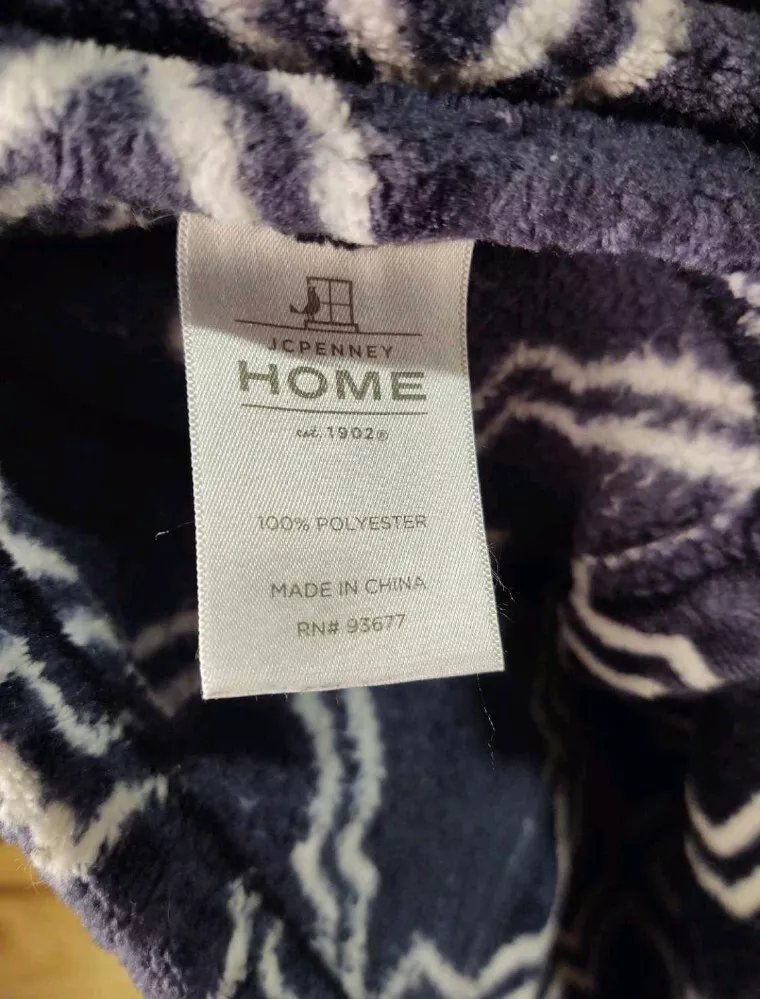 JCPENNEY
HOME
est. 1902®
100% POLYESTER
MADE IN CHINA
RN# 93677